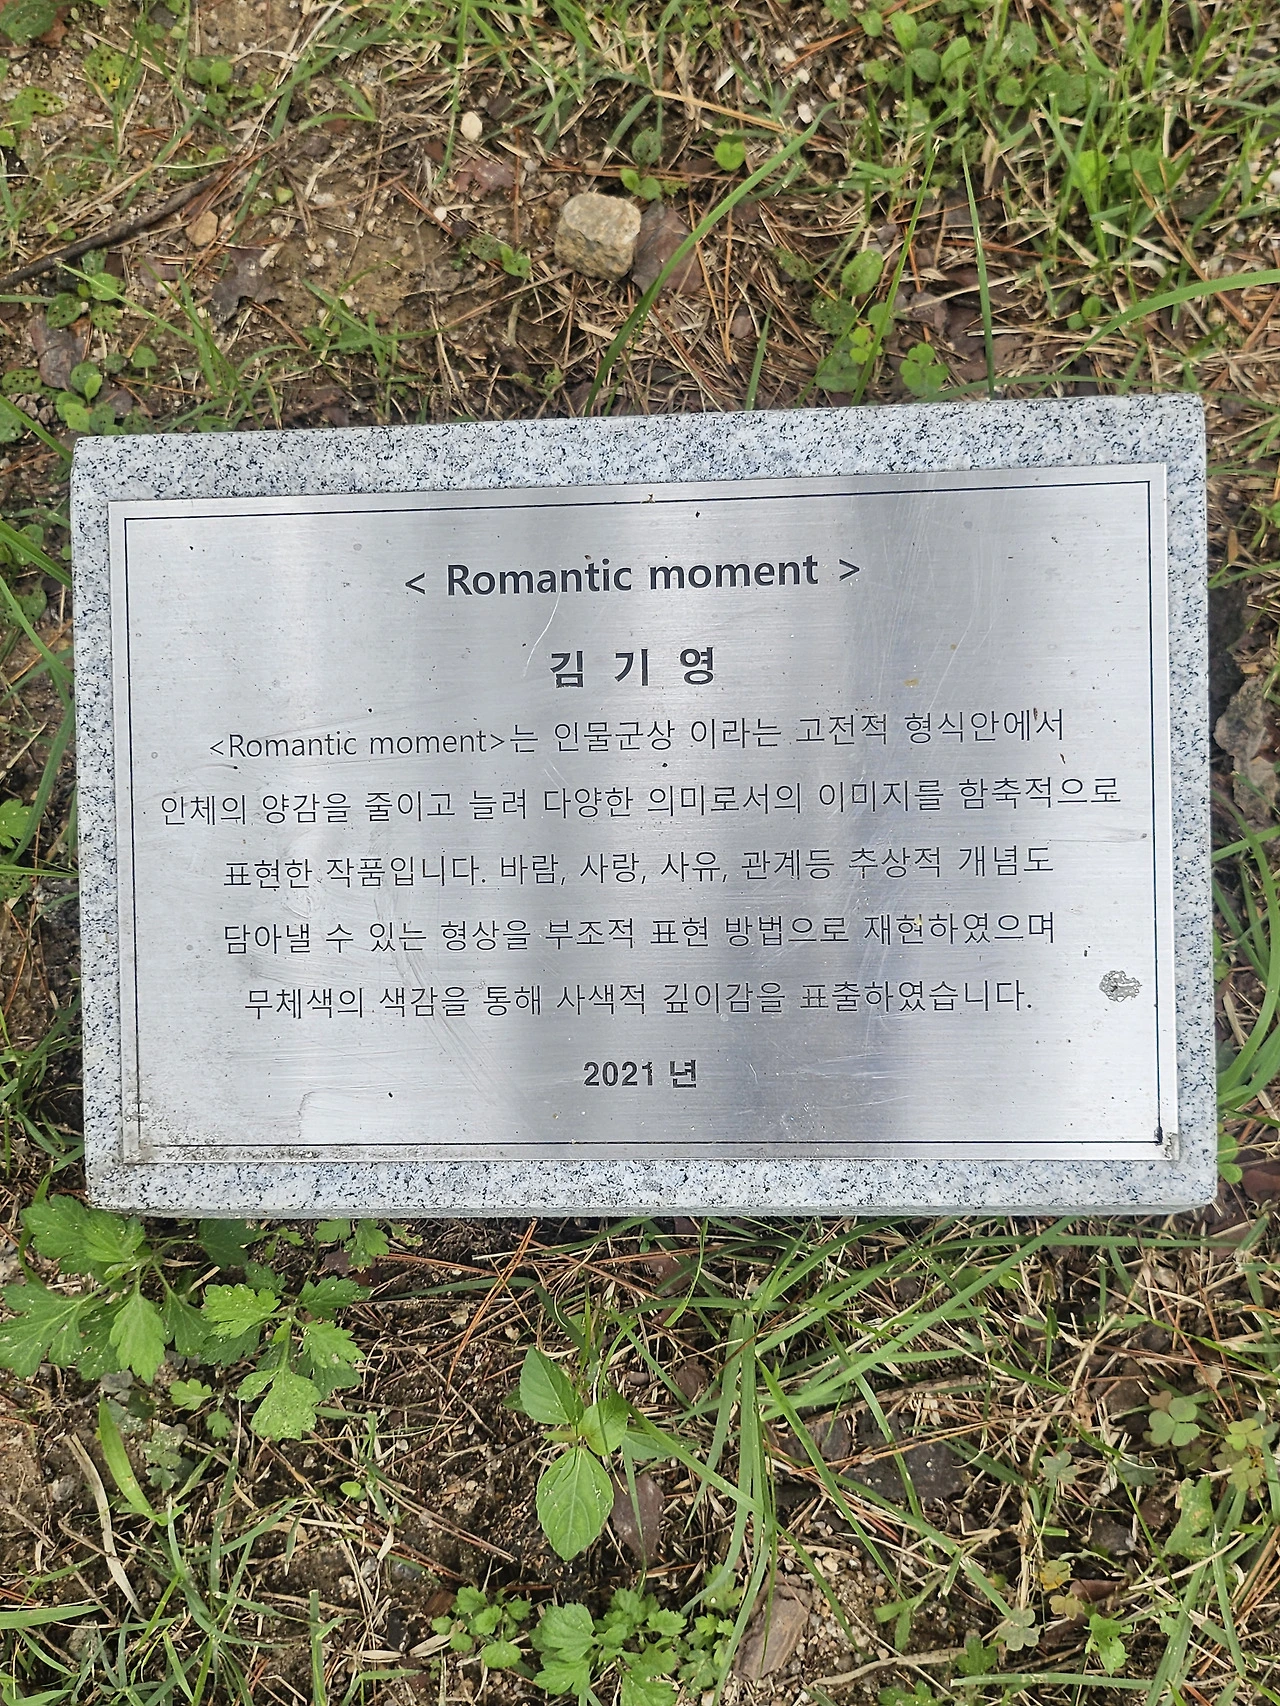 < Romantic moment >
김 기 영
<Romantic moment>는 인물군상 이라는 고전적 형식안에서
인체의 양감을 줄이고 늘려 다양한 의미로서의 이미지를 함축적으로
표현한 작품입니다. 바람, 사랑, 사유, 관계등 추상적 개념도
담아낼 수 있는 형상을 부조적 표현 방법으로 재현하였으며
무체색의 색감을 통해 사색적 깊이감을 표출하였습니다.
2021 년